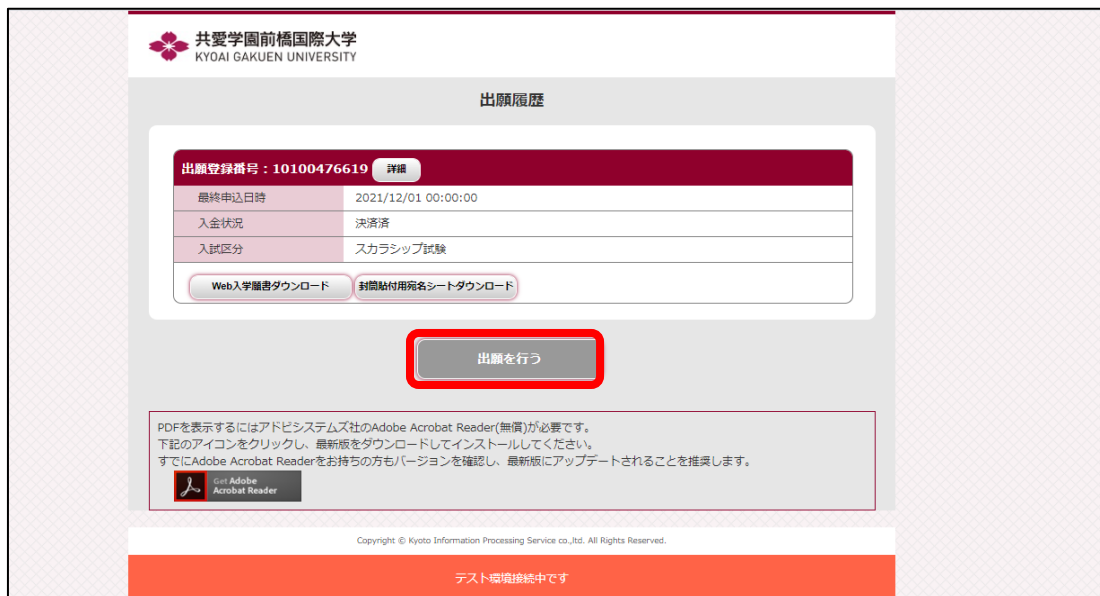 共愛学園前橋国際大学
KYOAI GAKUEN UNIVERSITY
出願履歴
出願登録番号：10100476619 詳細
最終申込日時 2021/12/01 00:00:00
入金状況 決済済
入試区分 スカラシップ試験
Web入学願書ダウンロード 封筒貼付用宛名シートダウンロード
出願を行う
PDFを表示するにはアドビシステムズ社のAdobe Acrobat Reader(無償)が必要です。
下記のアイコンをクリックし、最新版をダウンロードしてインストールしてください。
すでにAdobe Acrobat Readerをお持ちの方もバージョンを確認し、最新版にアップデートされることを推奨します。
Get Adobe
Acrobat Reader
Copyright © Kyoto Information Processing Service co.,ltd. All Rights Reserved.
テスト環境接続中です